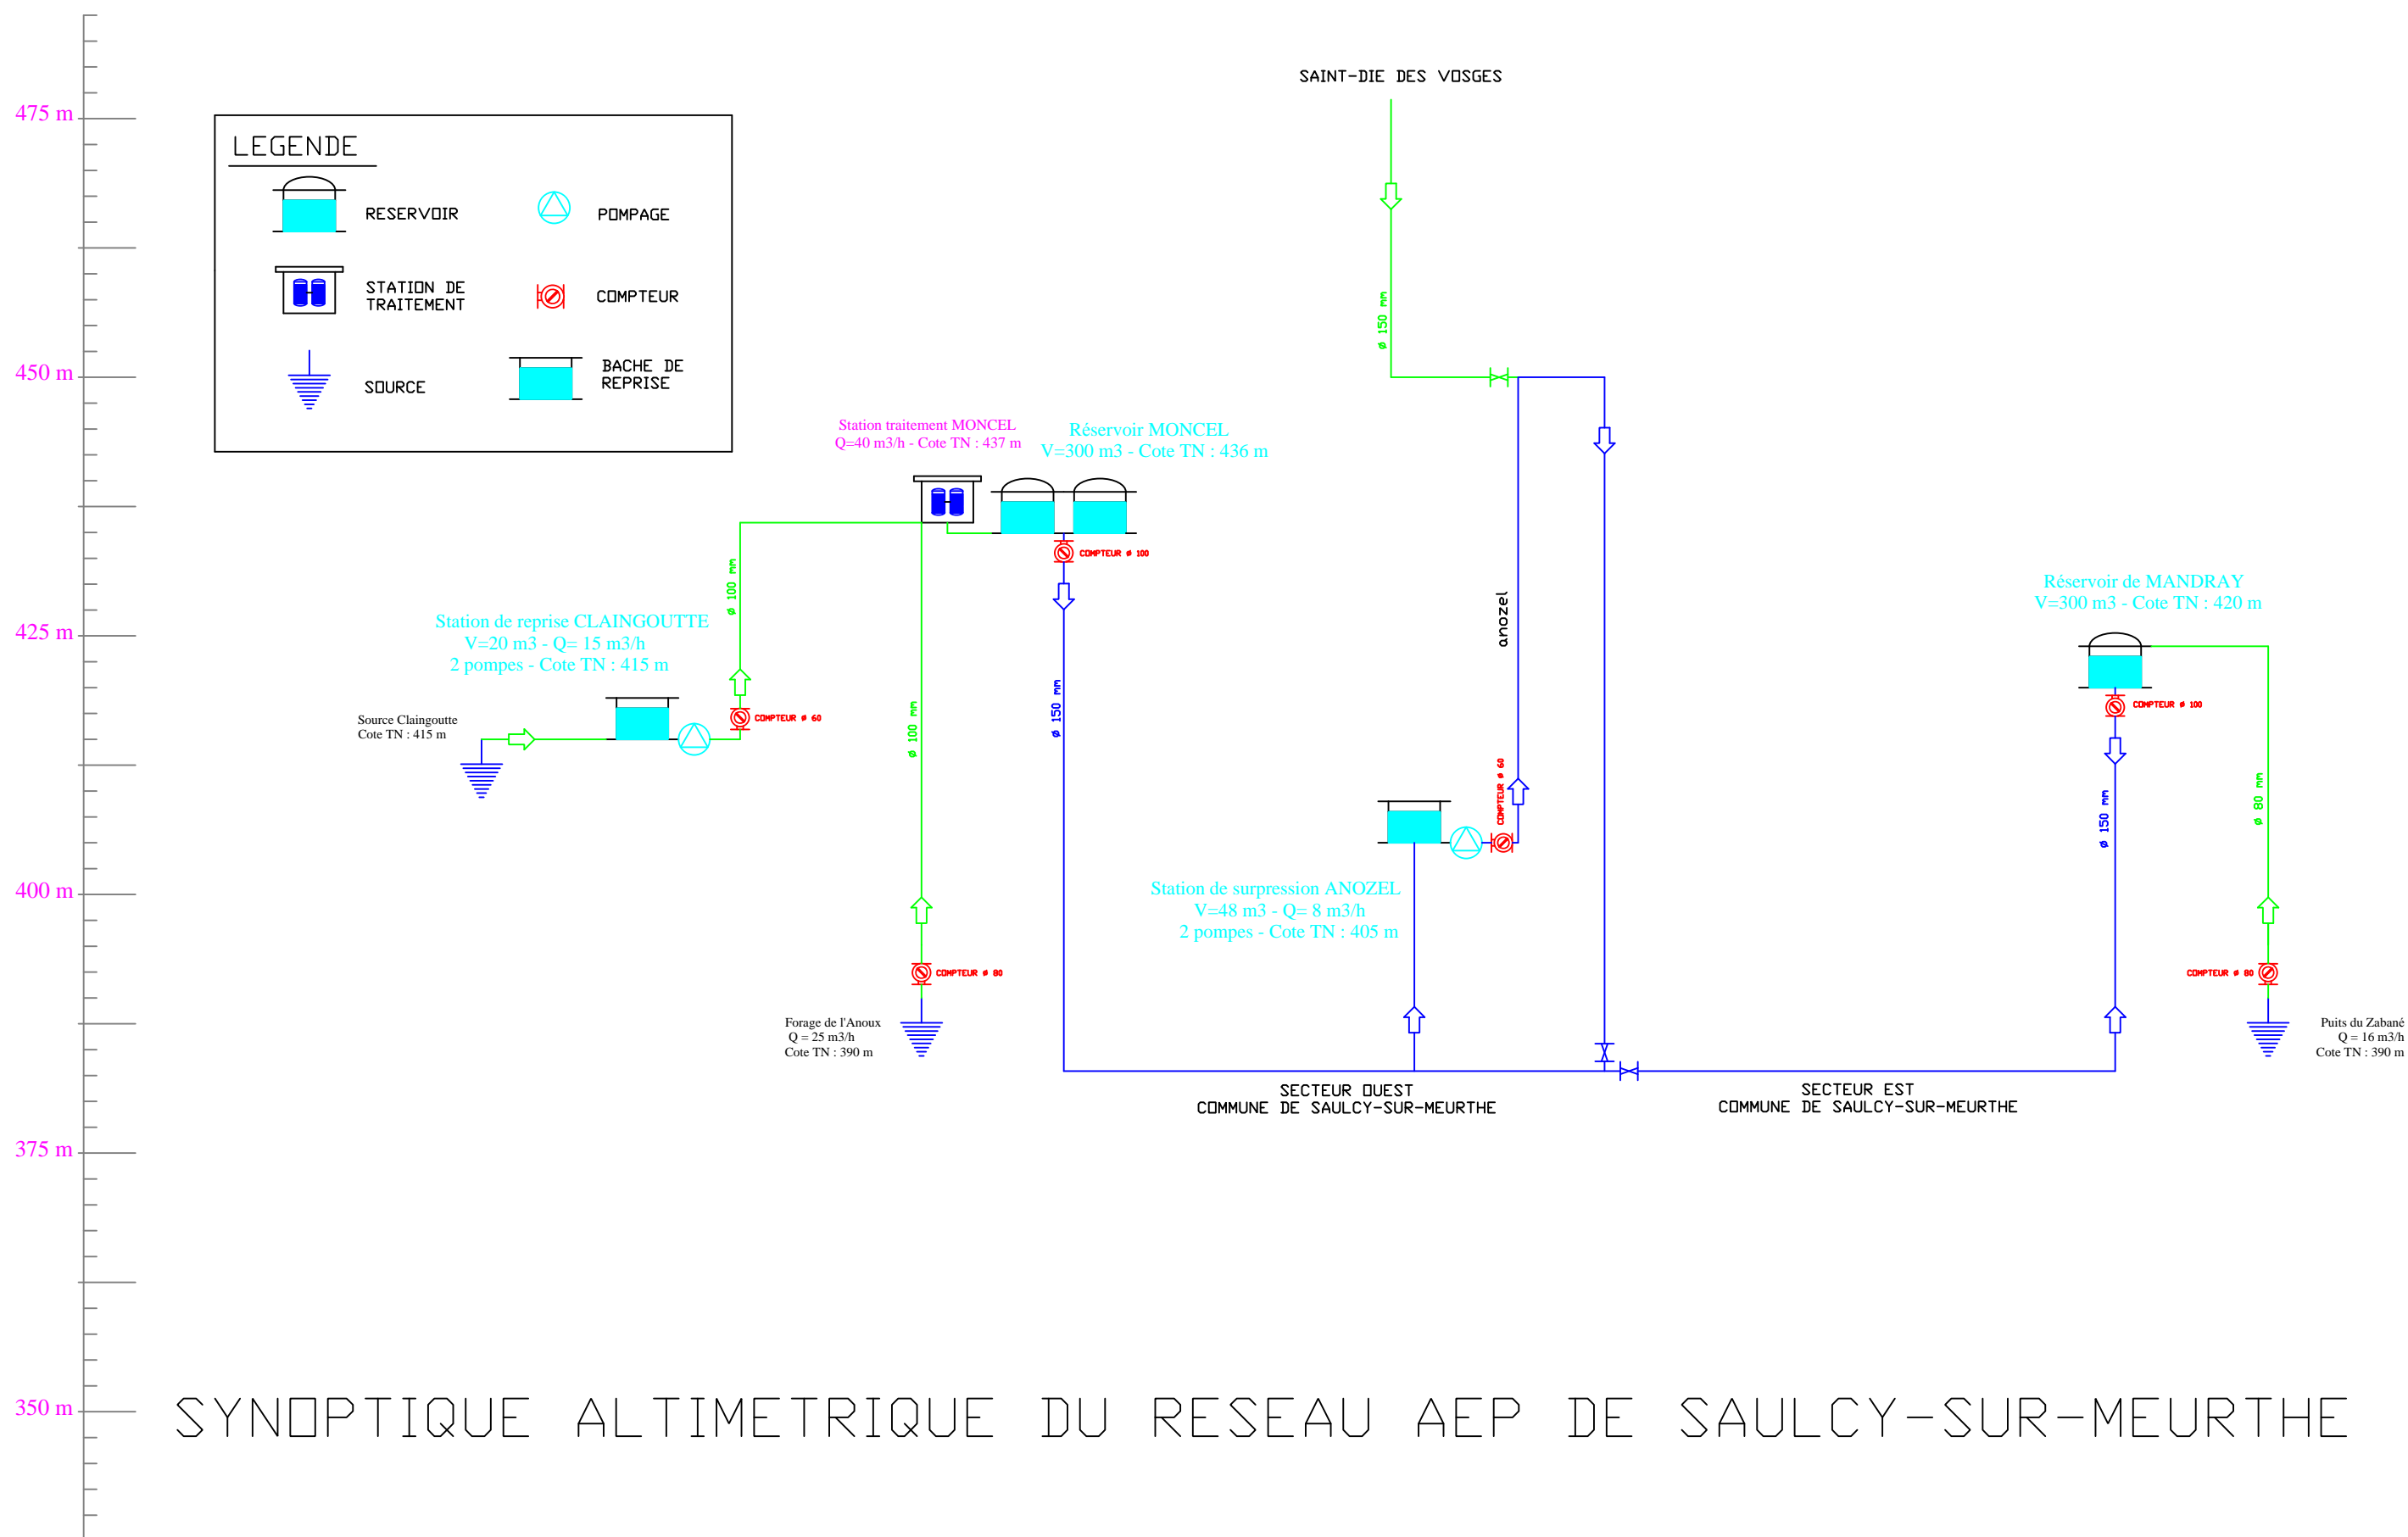 SAINT-DIE DES VOSGES
475 m
450 m
425 m
400 m
375 m
350 m
LEGENDE
RESERVOIR
POMPAGE
STATION DE
TRAITEMENT
COMPTEUR
SOURCE
BACHE DE
REPRISE
Ø 150 mm
Station traitement MONCEL
Q=40 m3/h - Cote TN : 437 m
Réservoir MONCEL
V=300 m3 - Cote TN : 436 m
COMPTEUR Ø 100
Ø 100 mm
Station de reprise CLAINGOUTTE
V=20 m3 - Q= 15 m3/h
2 pompes - Cote TN : 415 m
Source Claingoutte
Cote TN : 415 m
COMPTEUR Ø 60
Ø 100 mm
Ø 150 mm
anozel
COMPTEUR Ø 60
Réservoir de MANDRAY
V=300 m3 - Cote TN : 420 m
COMPTEUR Ø 100
Ø 150 mm
Ø 80 mm
Station de surpression ANOZEL
V=48 m3 - Q= 8 m3/h
2 pompes - Cote TN : 405 m
COMPTEUR Ø 80
COMPTEUR Ø 80
Forage de l'Anoux
Q = 25 m3/h
Cote TN : 390 m
Puits du Zabané
Q = 16 m3/h
Cote TN : 390 m
SECTEUR OUEST
COMMUNE DE SAULCY-SUR-MEURTHE
SECTEUR EST
COMMUNE DE SAULCY-SUR-MEURTHE
SYNOPTIQUE ALTIMETRIQUE DU RESEAU AEP DE SAULCY-SUR-MEURTHE